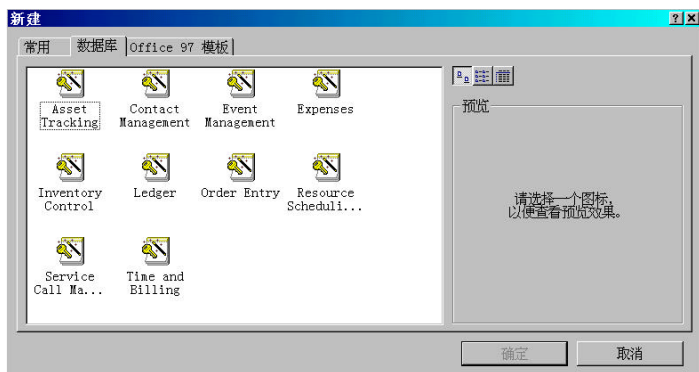 新建
常用 数据库 Office 97 模板
Asset Tracking
Contact Management
Event Management
Expenses
Inventory Control
Ledger
Order Entry
Resource Scheduli...
Service Call Ma...
Time and Billing
预览
请选择一个图标，
以便查看预览效果。
确定 取消